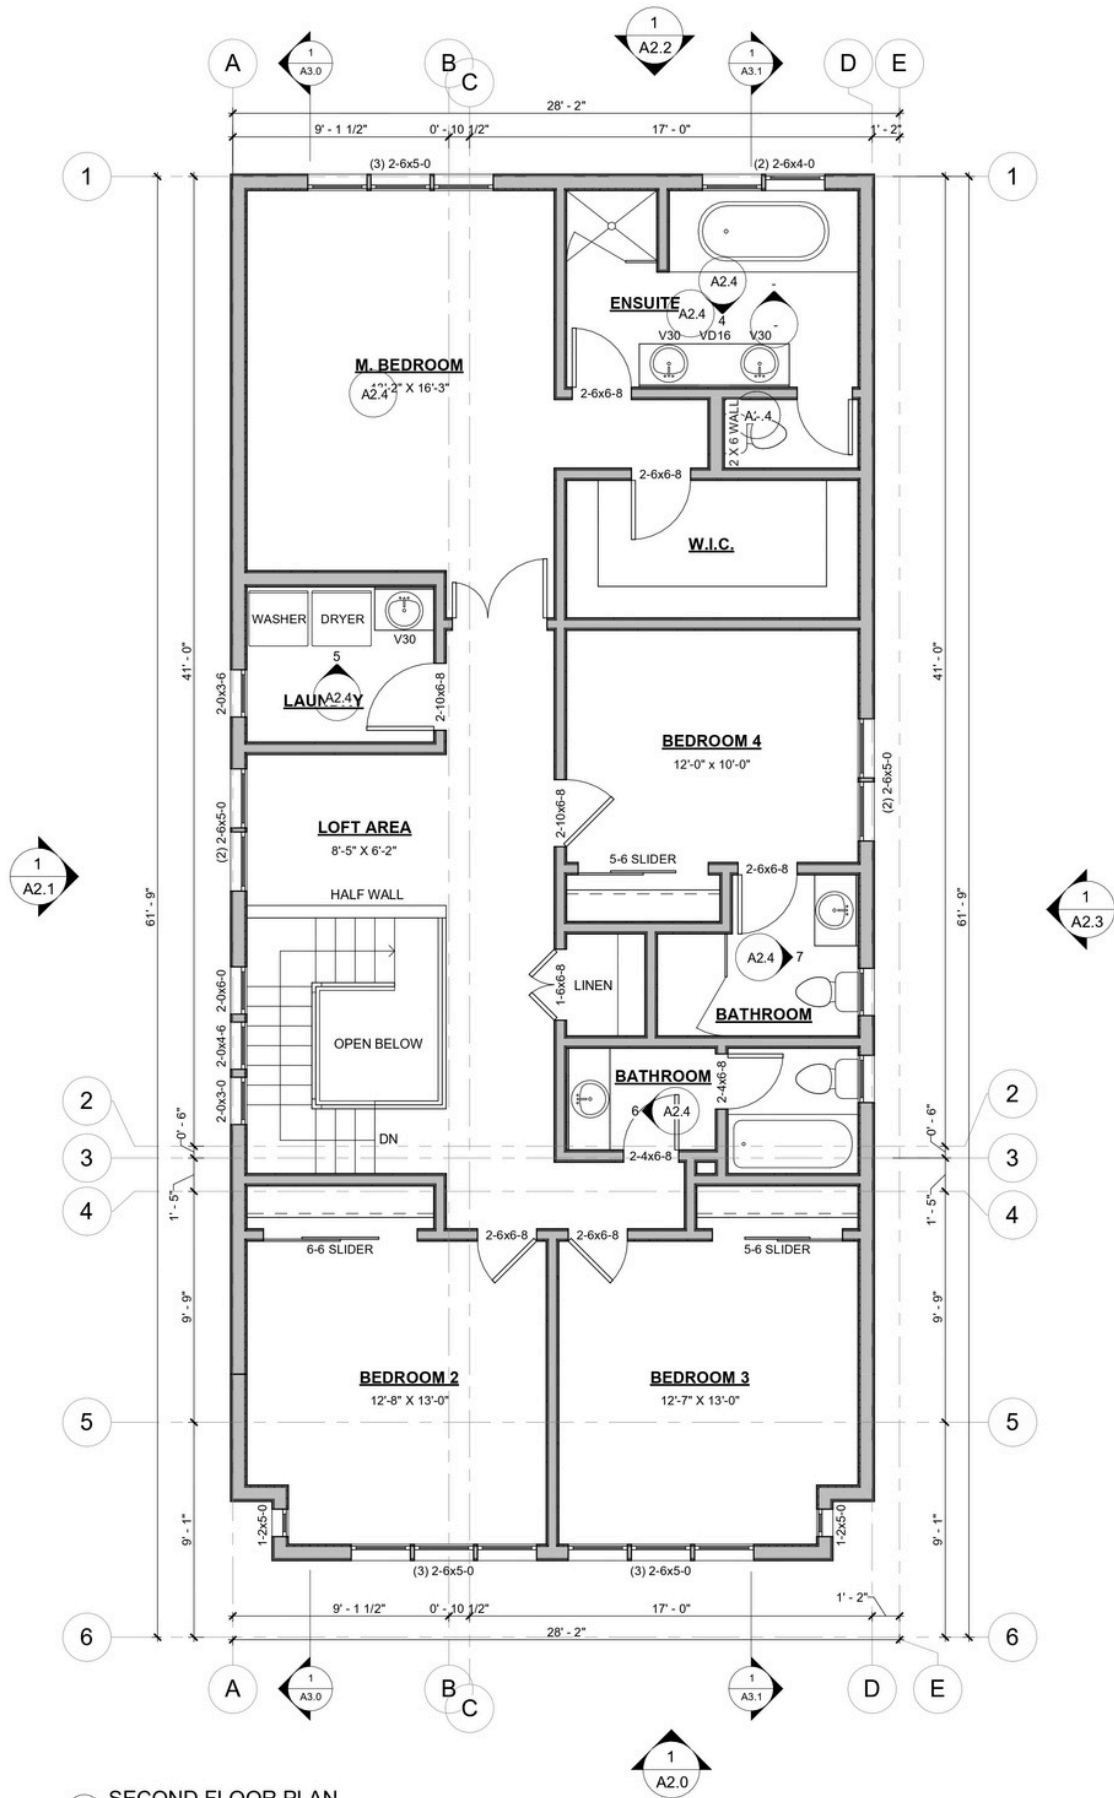 1
A2.2
A
1
A3.0
B
C
1
A3.1
D
E
28' - 2"
9' - 1 1/2"
0' - 10 1/2"
17' - 0"
1' - 2"
(3) 2-6x5-0
(2) 2-6x4-0
1
1
A2.4
ENSUITE
A2.4
4
-
-
V30
VD16
V30
M. BEDROOM
12'-2" X 16'-3"
A2.4
2-6x6-8
2 X 6 WALL
2-6x6-8
W.I.C.
WASHER
DRYER
V30
41' - 0"
41' - 0"
5
A2.4
2-0x3-6
2-10x6-8
BEDROOM 4
12'-0" x 10'-0"
(2) 2-6x5-0
2-10x6-8
(2) 2-6x5-0
LOFT AREA
8'-5" X 6'-2"
5-6 SLIDER
2-6x6-8
1
A2.1
HALF WALL
1
A2.3
61' - 9"
61' - 9"
A2.4
7
2-0x6-0
1-6x6-8
LINEN
BATHROOM
2-0x4-6
OPEN BELOW
2-0x3-0
BATHROOM
2-4x6-8
6
A2.4
2
2
DN
0' - 6"
0' - 6"
2-4x6-8
3
3
4
4
1' - 5"
1' - 5"
6-6 SLIDER
2-6x6-8
2-6x6-8
5-6 SLIDER
9' - 9"
9' - 9"
BEDROOM 2
12'-8" X 13'-0"
BEDROOM 3
12'-7" X 13'-0"
5
5
1-2x5-0
1-2x5-0
9' - 1"
9' - 1"
(3) 2-6x5-0
(3) 2-6x5-0
9' - 1 1/2"
0' - 10 1/2"
17' - 0"
1' - 2"
28' - 2"
6
6
A
1
A3.0
B
C
1
A3.1
D
E
1
A2.0
SECOND FLOOR PLAN